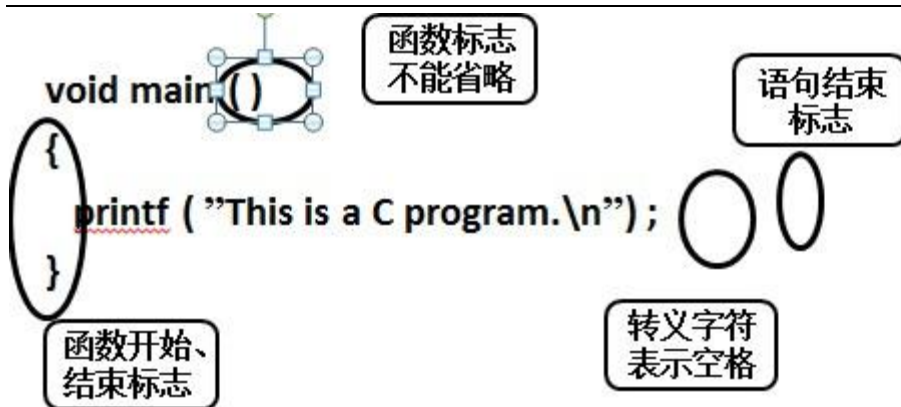 函数标志
不能省略
void main ( )
语句结束
标志
{
printf ( ”This is a C program.\n”) ;
}
函数开始、
结束标志
转义字符
表示空格